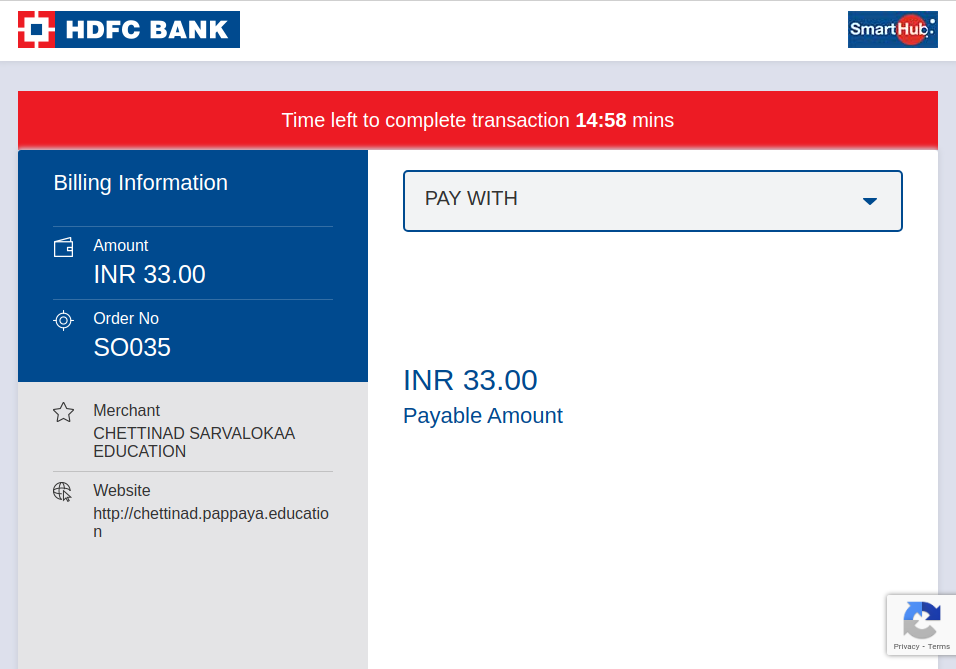 HDFC BANK
SmartHub
Time left to complete transaction 14:58 mins
Billing Information
Amount
INR 33.00
Order No
SO035
Merchant
CHETTINAD SARVALOKAA
EDUCATION
Website
http://chettinad.pappaya.educatio
n
PAY WITH
INR 33.00
Payable Amount
Privacy - Terms